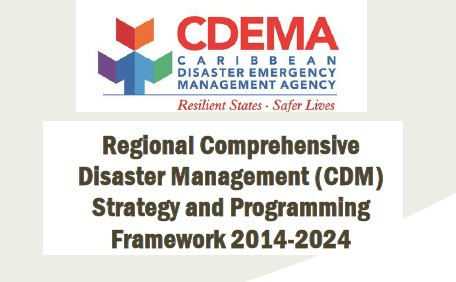 CDEMA
CARIBBEAN
DISASTER EMERGENCY
MANAGEMENT AGENCY
Resilient States · Safer Lives
Regional Comprehensive
Disaster Management (CDM)
Strategy and Programming
Framework 2014-2024